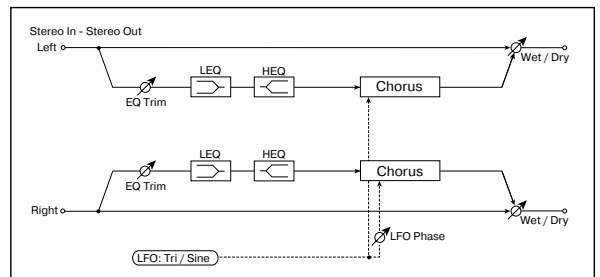 Stereo In - Stereo Out
Left
Wet / Dry
LEQ
HEQ
EQ Trim
Chorus
LEQ
HEQ
EQ Trim
Chorus
Right
Wet / Dry
LFO Phase
LFO: Tri / Sine